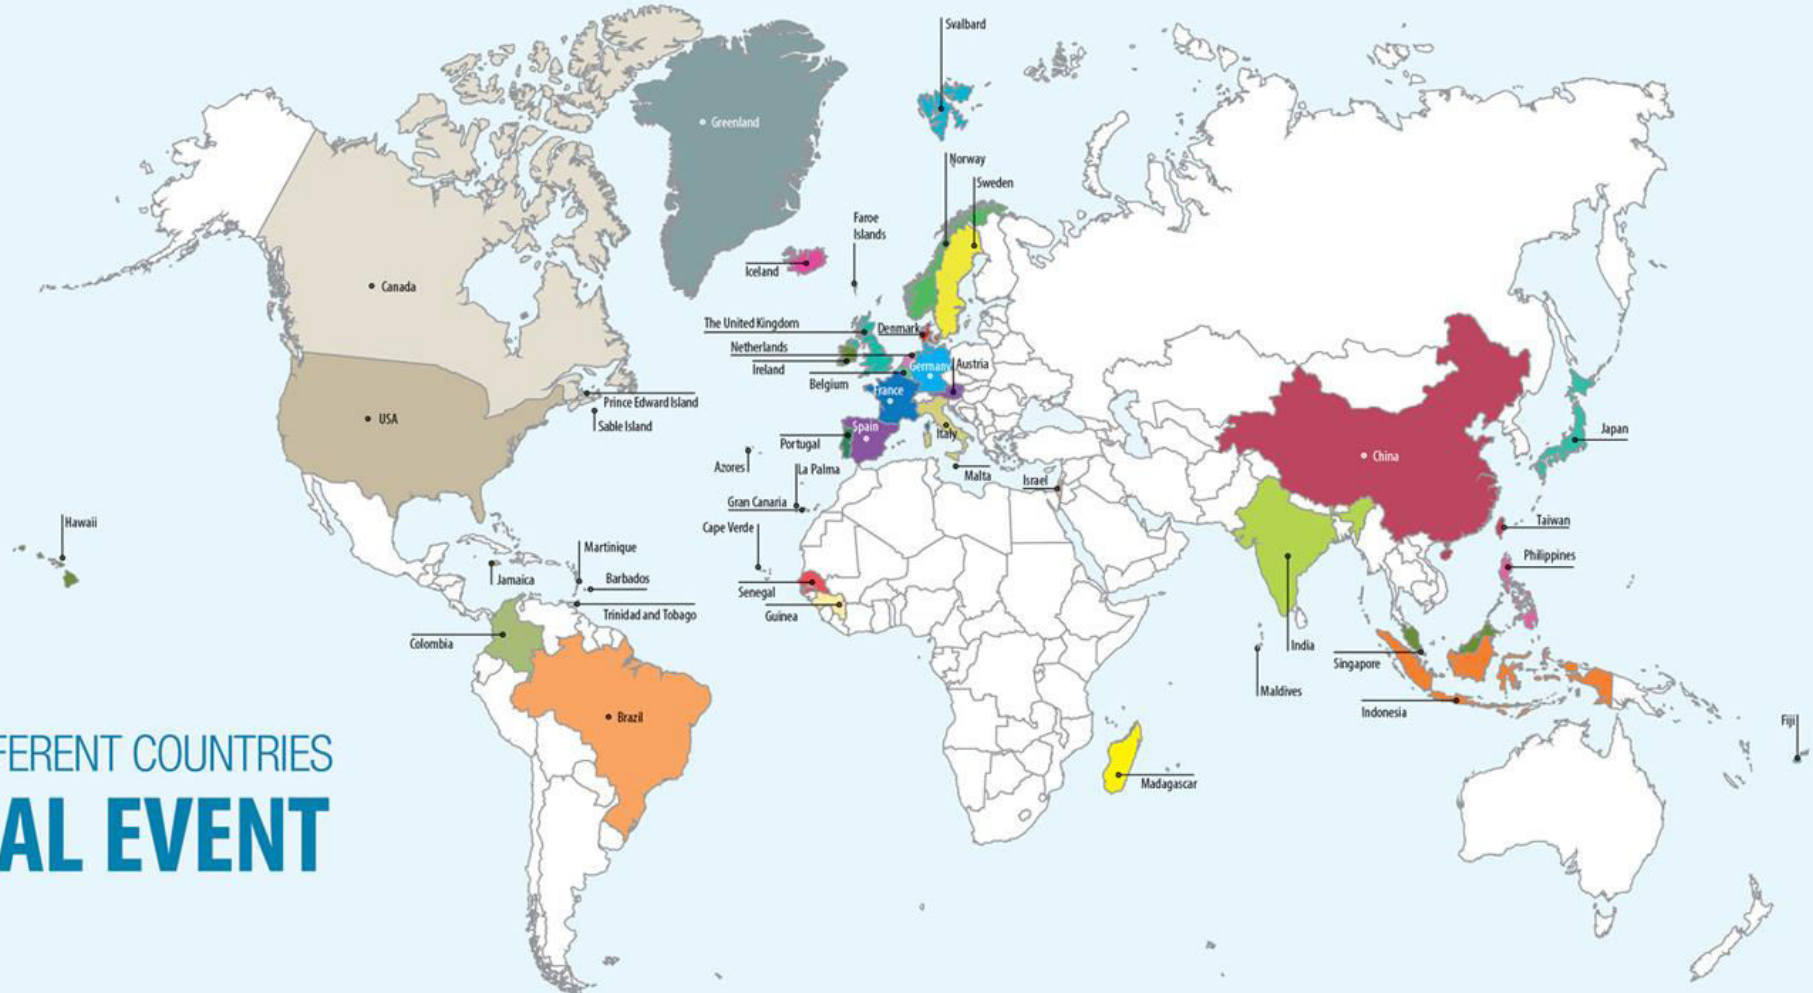 Svalbard
Greenland
Norway
Sweden
Faroe
Islands
Iceland
Canada
The United Kingdom
Denmark
Netherlands
Ireland
Germany
Austria
Belgium
France
Prince Edward Island
Sable Island
USA
Spain
Italy
Portugal
Japan
China
Azores
La Palma
Malta
Israel
Gran Canaria
Hawaii
Cape Verde
Taiwan
Martinique
Philippines
Jamaica
Barbados
Senegal
Trinidad and Tobago
Guinea
Colombia
India
Singapore
Maldives
Indonesia
Brazil
Fiji
FERENT COUNTRIES
Madagascar
AL EVENT